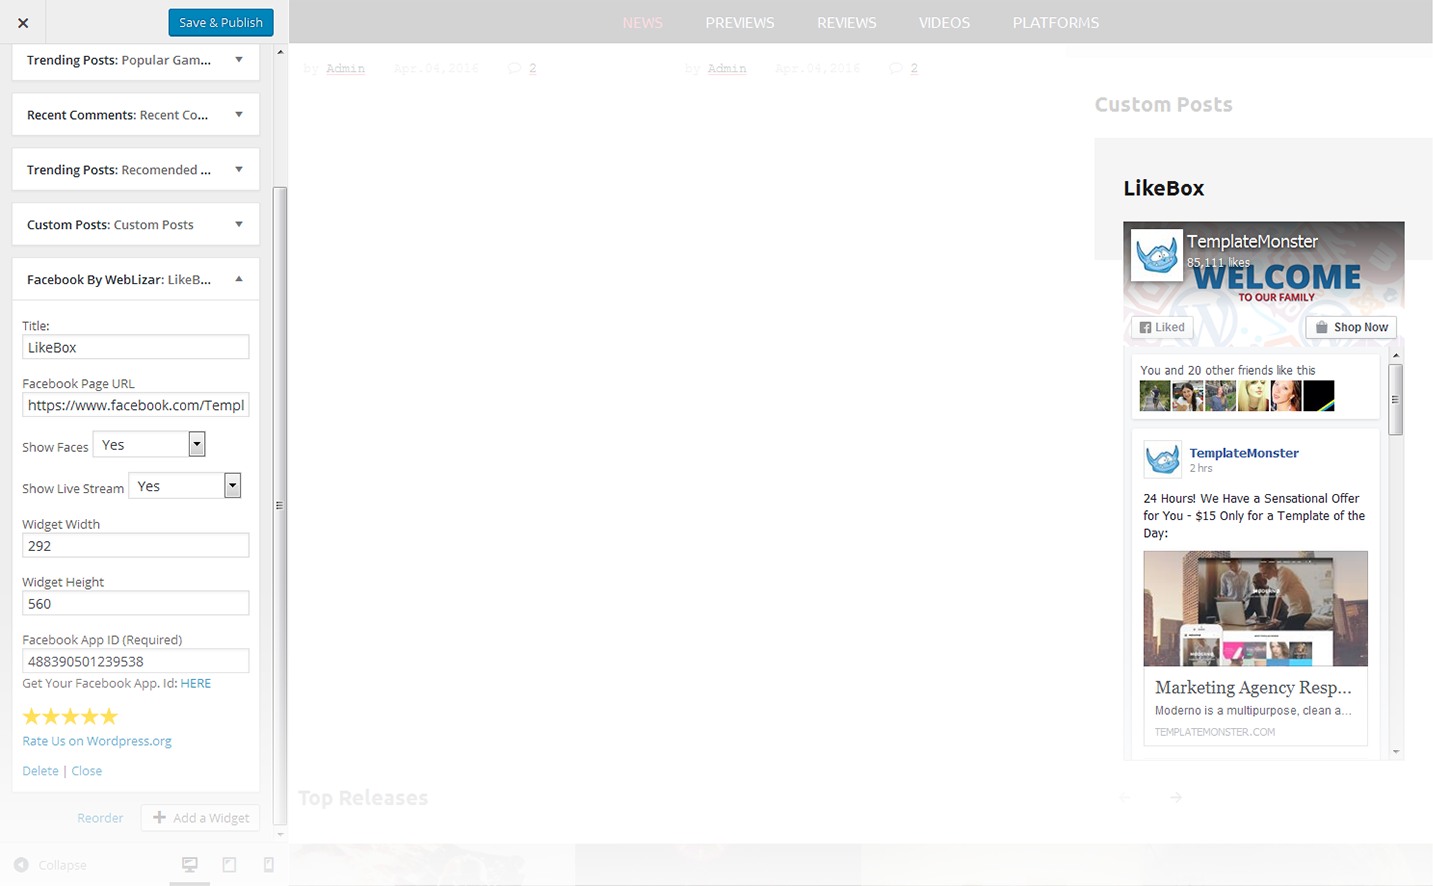 Save & Publish
NEWS
PREVIEWS
REVIEWS
VIDEOS
PLATFORMS
Trending Posts: Popular Gam...
by Admin
Apr.04,2016
2
by Admin
Apr.04,2016
2
Custom Posts
Recent Comments: Recent Co...
Trending Posts: Recomended ...
Custom Posts: Custom Posts
Facebook By WebLizar: LikeB...
Title:
LikeBox
Facebook Page URL
https://www.facebook.com/Templ
Show Faces Yes
Show Live Stream Yes
Widget Width
292
Widget Height
560
Facebook App ID (Required)
488390501239538
Get Your Facebook App. Id: HERE
Rate Us on Wordpress.org
Delete | Close
Reorder
Add a Widget
Collapse
LikeBox
TemplateMonster
85,111 likes
WELCOME
TO OUR FAMILY
Liked
Shop Now
You and 20 other friends like this
TemplateMonster
2 hrs
24 Hours! We Have a Sensational Offer
for You - $15 Only for a Template of the
Day:
Marketing Agency Resp...
Moderno is a multipurpose, clean a...
TEMPLATEMONSTER.COM
Top Releases